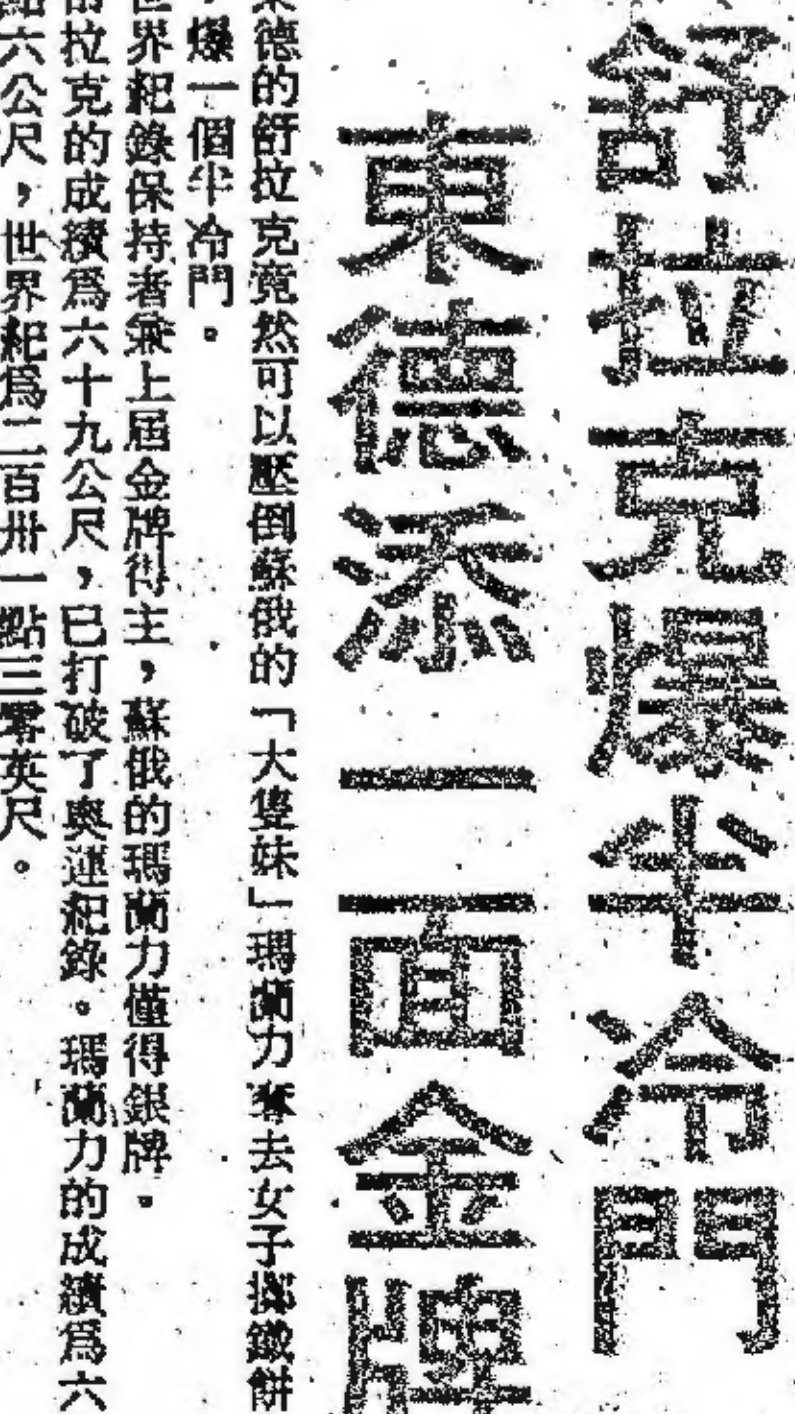 舒拉克爆半冷門
東德添一面金牌
東德的舒拉克竟然可以壓倒蘇俄的「大隻妹」瑪蘭力奪去女子擲鐵餅
，爆一個半冷門。
世界紀錄保持者兼上屆金牌得主，蘇俄的瑪蘭力僅得銀牌。
的拉克的成績爲六十九公尺，已打破了奧運紀錄。瑪蘭力的成績爲六
點六公尺，世界紀爲二百卅一點三零英尺。